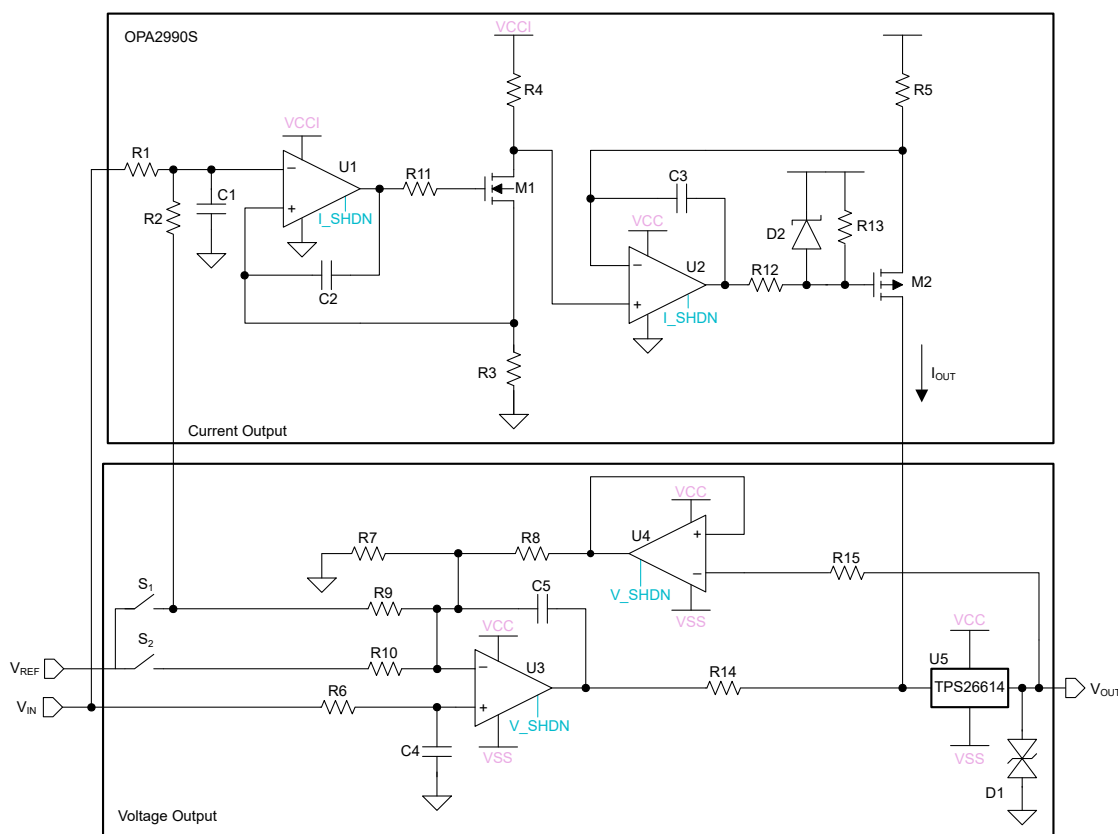 OPA2990S
VCCI
R4
R5
VCCI
R1
U1
R11
M1
C3
R2
C1
I_SHDN
VCC
D2
R13
U2
R12
M2
C2
I_SHDN
R3
IOUT
Current Output
VCC
R7
R8
U4
R15
S1
C5
V_SHDN
R9
VSS
S2
VCC
VCC
VREF
R10
U3
R14
U5
TPS26614
VOUT
VIN
R6
V_SHDN
C4
VSS
VSS
D1
Voltage Output